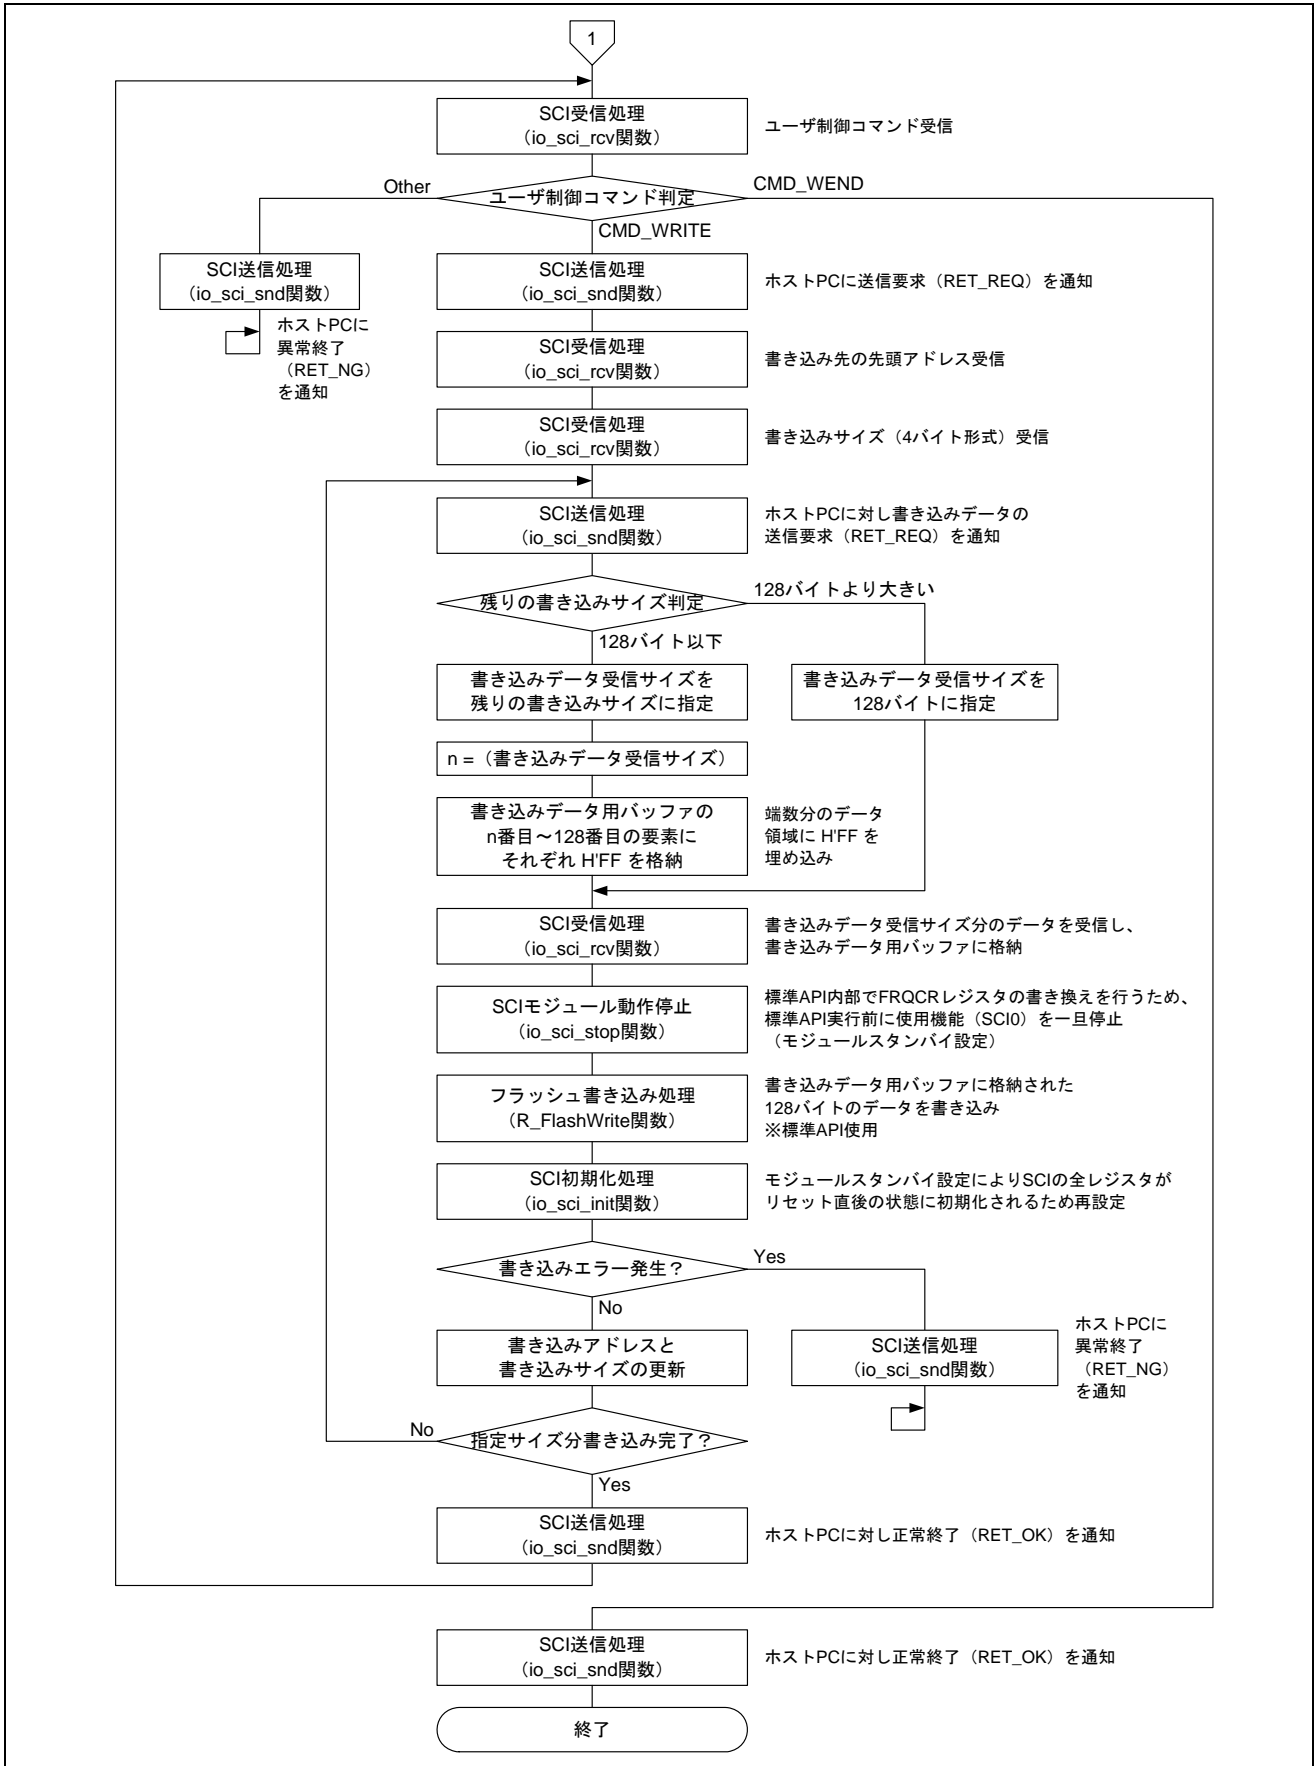 1
SCI受信処理
（io_sci_rcv関数）
ユーザ制御コマンド受信
Other
ユーザ制御コマンド判定
CMD_WEND
CMD_WRITE
SCI送信処理
（io_sci_snd関数）
ホストPCに
異常終了
（RET_NG）
を通知
SCI送信処理
（io_sci_snd関数）
ホストPCに送信要求（RET_REQ）を通知
SCI受信処理
（io_sci_rcv関数）
書き込み先の先頭アドレス受信
SCI受信処理
（io_sci_rcv関数）
書き込みサイズ（4バイト形式）受信
SCI送信処理
（io_sci_snd関数）
ホストPCに対し書き込みデータの
送信要求（RET_REQ）を通知
残りの書き込みサイズ判定
128バイトより大きい
128バイト以下
書き込みデータ受信サイズを
残りの書き込みサイズに指定
書き込みデータ受信サイズを
128バイトに指定
n =（書き込みデータ受信サイズ）
書き込みデータ用バッファの
n番目～128番目の要素に
それぞれ H'FF を格納
端数分のデータ
領域に H'FF を
埋め込み
SCI受信処理
（io_sci_rcv関数）
書き込みデータ受信サイズ分のデータを受信し、
書き込みデータ用バッファに格納
SCIモジュール動作停止
（io_sci_stop関数）
標準API内部でFRQCRレジスタの書き換えを行うため、
標準API実行前に使用機能（SCI0）を一旦停止
（モジュールスタンバイ設定）
フラッシュ書き込み処理
（R_FlashWrite関数）
書き込みデータ用バッファに格納された
128バイトのデータを書き込み
※標準API使用
SCI初期化処理
（io_sci_init関数）
モジュールスタンバイ設定によりSCIの全レジスタが
リセット直後の状態に初期化されるため再設定
書き込みエラー発生？
Yes
No
書き込みアドレスと
書き込みサイズの更新
SCI送信処理
（io_sci_snd関数）
ホストPCに
異常終了
（RET_NG）
を通知
No
指定サイズ分書き込み完了？
Yes
SCI送信処理
（io_sci_snd関数）
ホストPCに対し正常終了（RET_OK）を通知
SCI送信処理
（io_sci_snd関数）
ホストPCに対し正常終了（RET_OK）を通知
終了